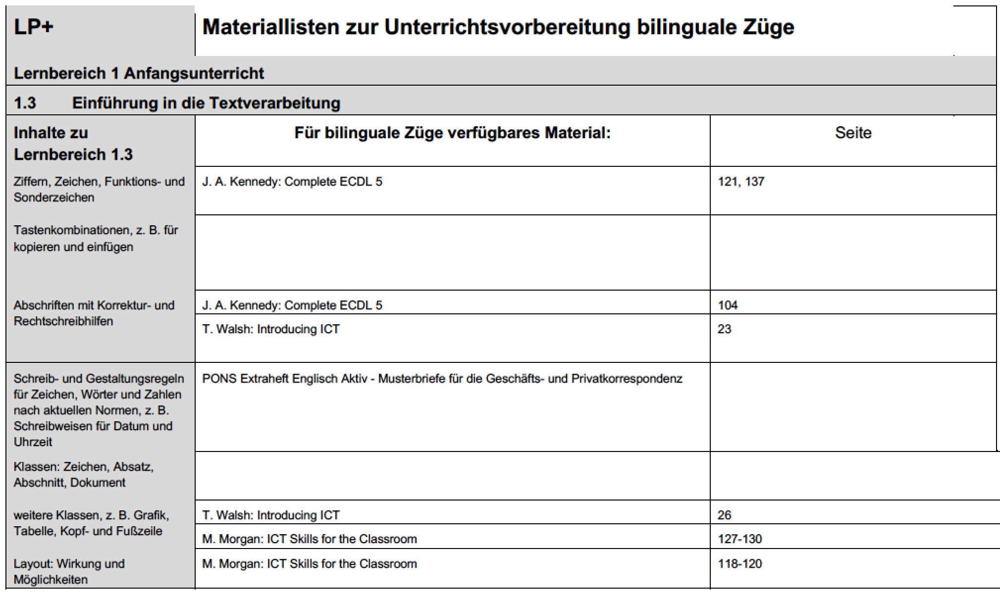 LP+ Materiallisten zur Unterrichtsvorbereitung bilinguale Züge
Lernbereich 1 Anfangsunterricht
1.3 Einführung in die Textverarbeitung
Inhalte zu
Lernbereich 1.3
Für bilinguale Züge verfügbares Material:
Seite
Ziffern, Zeichen, Funktions- und
Sonderzeichen
J. A. Kennedy: Complete ECDL 5
121, 137
Tastenkombinationen, z. B. für
kopieren und einfügen
Abschriften mit Korrektur- und
Rechtschreibhilfen
J. A. Kennedy: Complete ECDL 5
104
T. Walsh: Introducing ICT
23
Schreib- und Gestaltungsregeln
für Zeichen, Wörter und Zahlen
nach aktuellen Normen, z. B.
Schreibweisen für Datum und
Uhrzeit
PONS Extraheft Englisch Aktiv - Musterbriefe für die Geschäfts- und Privatkorrespondenz
Klassen: Zeichen, Absatz,
Abschnitt, Dokument
weitere Klassen, z. B. Grafik,
Tabelle, Kopf- und Fußzeile
T. Walsh: Introducing ICT
26
M. Morgan: ICT Skills for the Classroom
127-130
Layout: Wirkung und
Möglichkeiten
M. Morgan: ICT Skills for the Classroom
118-120